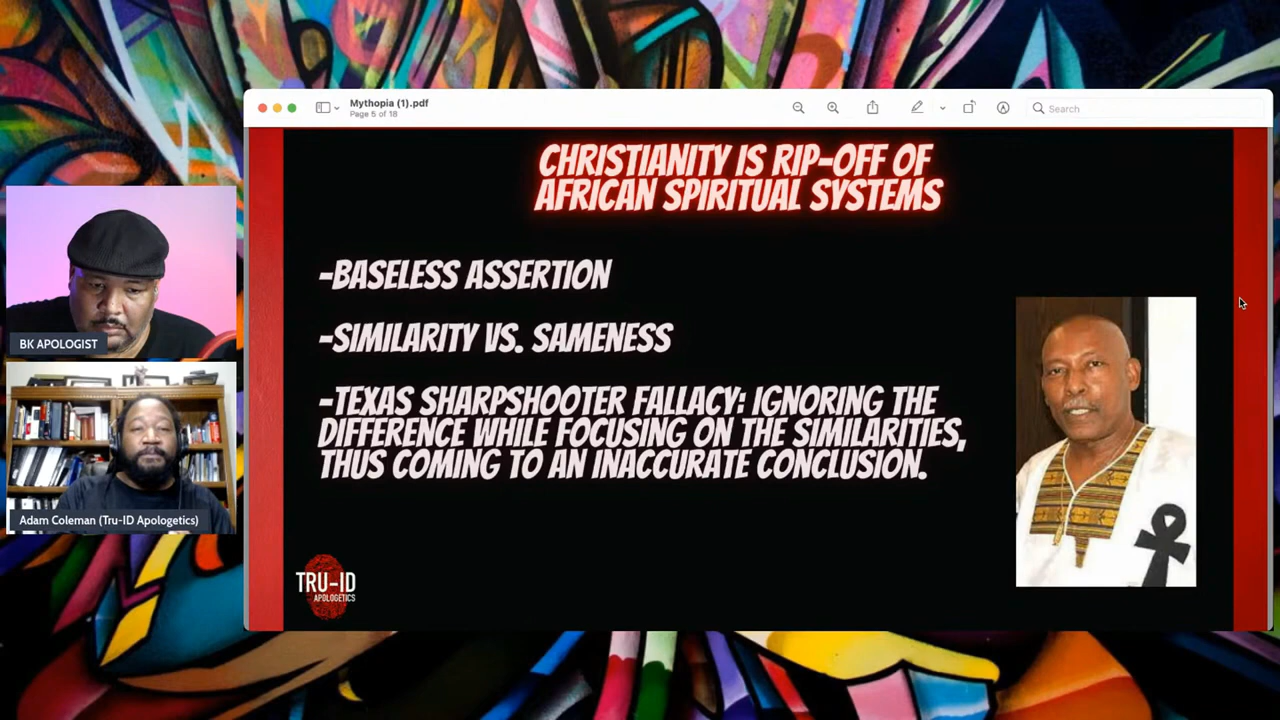 Mythopia (1).pdf
Page 5 of 18
Search
CHRISTIANITY IS RIP-OFF OF
AFRICAN SPIRITUAL SYSTEMS
-BASELESS ASSERTION
-SIMILARITY VS. SAMENESS
-TEXAS SHARPSHOOTER FALLACY: IGNORING THE
DIFFERENCE WHILE FOCUSING ON THE SIMILARITIES,
THUS COMING TO AN INACCURATE CONCLUSION.
TRU-ID
APOLOGETICS
BK APOLOGIST
Adam Coleman (Tru-ID Apologetics)